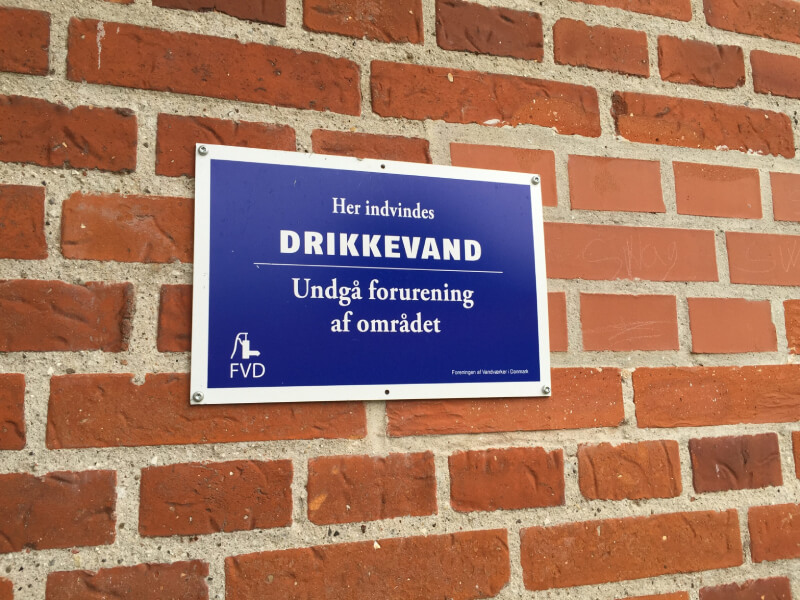 Her indvindes
DRIKKEVAND
Undgå forurening
af området
FVD
Foreningen af Vandværker i Danmark